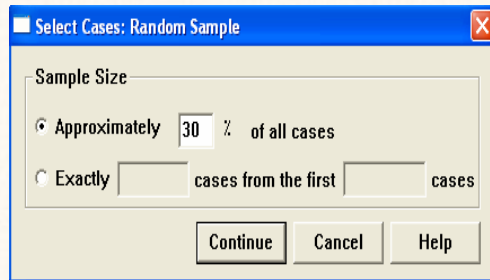 Select Cases: Random Sample
Sample Size
Approximately 30 % of all cases
Exactly cases from the first cases
Continue Cancel Help